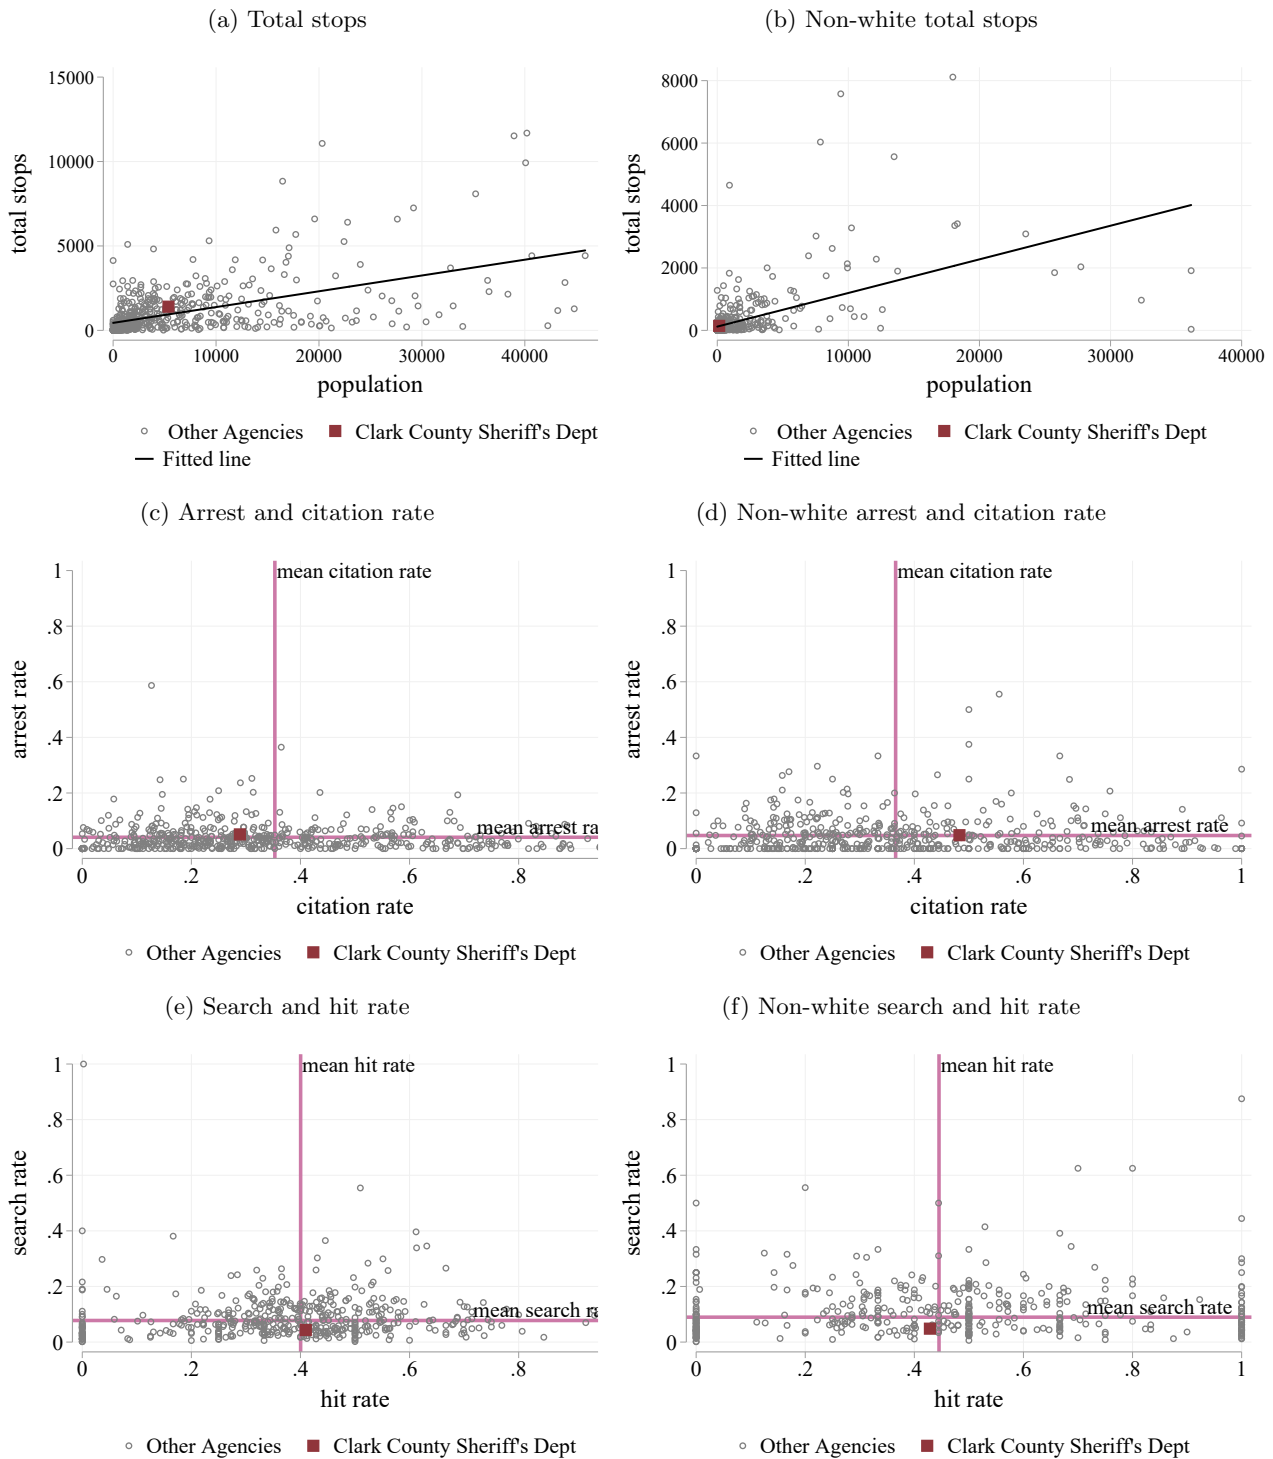 (a) Total stops
(b) Non-white total stops
15000
10000
5000
0
total stops
0 10000 20000 30000 40000
population
Other Agencies Clark County Sheriff's Dept
Fitted line
8000
6000
4000
2000
0
total stops
0 10000 20000 30000 40000
population
Other Agencies Clark County Sheriff's Dept
Fitted line
(c) Arrest and citation rate
(d) Non-white arrest and citation rate
1
.8
.6
.4
.2
0
arrest rate
mean citation rate
mean arrest ra
0 .2 .4 .6 .8
citation rate
Other Agencies Clark County Sheriff's Dept
1
.8
.6
.4
.2
0
arrest rate
mean citation rate
mean arrest rate
0 .2 .4 .6 .8 1
citation rate
Other Agencies Clark County Sheriff's Dept
(e) Search and hit rate
(f) Non-white search and hit rate
1
.8
.6
.4
.2
0
search rate
mean hit rate
mean search ra
0 .2 .4 .6 .8
hit rate
Other Agencies Clark County Sheriff's Dept
1
.8
.6
.4
.2
0
search rate
mean hit rate
mean search rate
0 .2 .4 .6 .8 1
hit rate
Other Agencies Clark County Sheriff's Dept